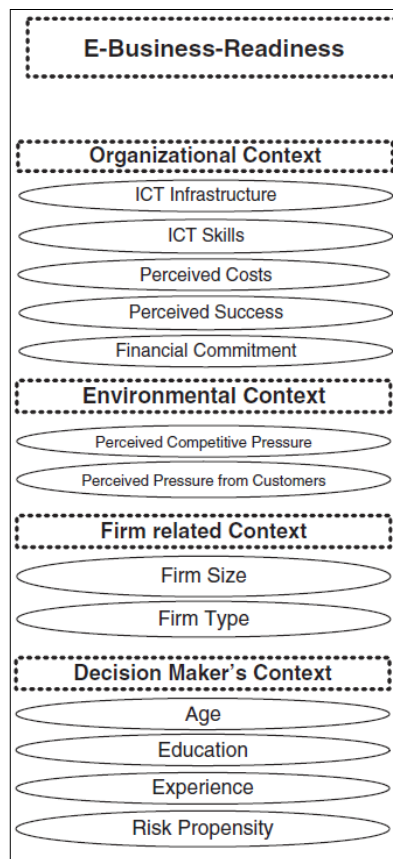 E-Business-Readiness
Organizational Context
ICT Infrastructure
ICT Skills
Perceived Costs
Perceived Success
Financial Commitment
Environmental Context
Perceived Competitive Pressure
Perceived Pressure from Customers
Firm related Context
Firm Size
Firm Type
Decision Maker's Context
Age
Education
Experience
Risk Propensity